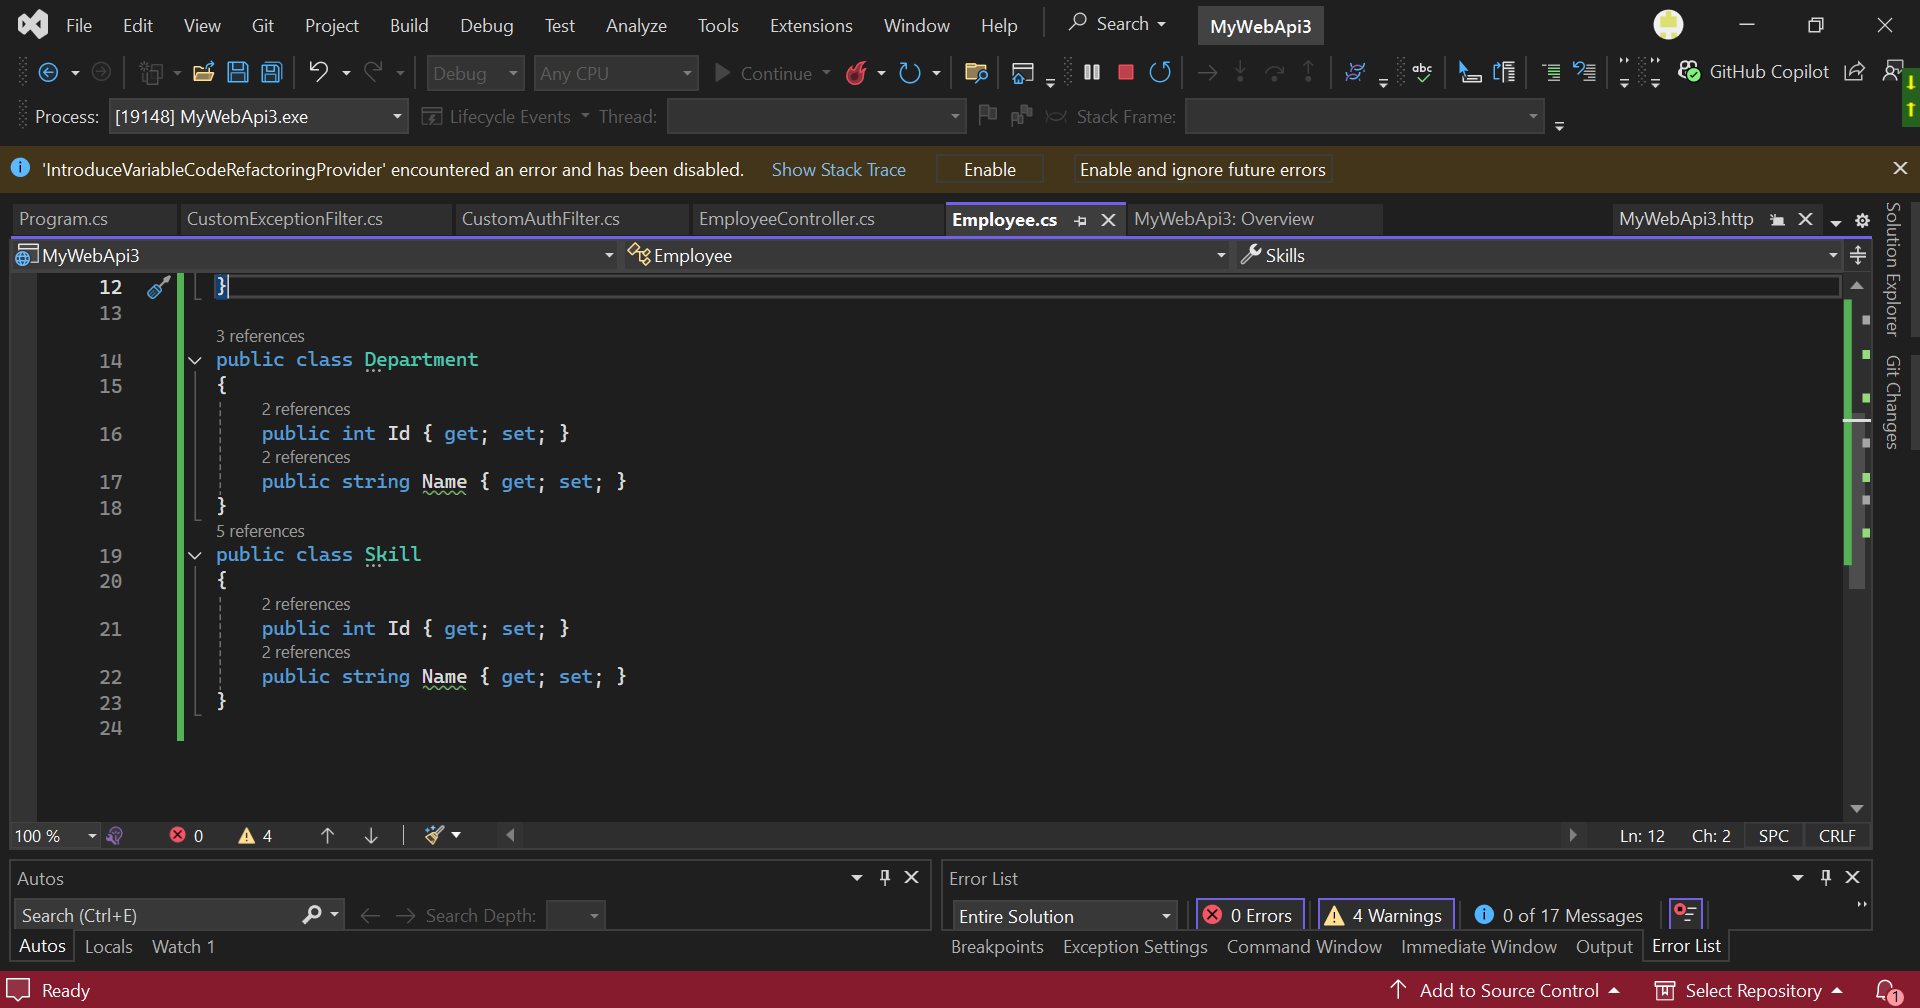 File Edit View Git Project Build Debug Test Analyze Tools Extensions Window Help Search MyWebApi3
Debug Any CPU Continue abc GitHub Copilot
Process: [19148] MyWebApi3.exe Lifecycle Events Thread: Stack Frame:
'IntroduceVariableCodeRefactoringProvider' encountered an error and has been disabled. Show Stack Trace Enable Enable and ignore future errors
Program.cs CustomExceptionFilter.cs CustomAuthFilter.cs EmployeeController.cs Employee.cs MyWebApi3: Overview MyWebApi3.http
MyWebApi3 Employee Skills
12 }
13
3 references
14 public class Department
15 {
2 references
16 public int Id { get; set; }
2 references
17 public string Name { get; set; }
18 }
5 references
19 public class Skill
20 {
2 references
21 public int Id { get; set; }
2 references
22 public string Name { get; set; }
23 }
24
Solution Explorer
Git Changes
100 % 0 4 Ln: 12 Ch: 2 SPC CRLF
Autos
Search (Ctrl+E) Search Depth:
Autos Locals Watch 1
Error List
Entire Solution 0 Errors 4 Warnings 0 of 17 Messages
Breakpoints Exception Settings Command Window Immediate Window Output Error List
Ready Add to Source Control Select Repository 1